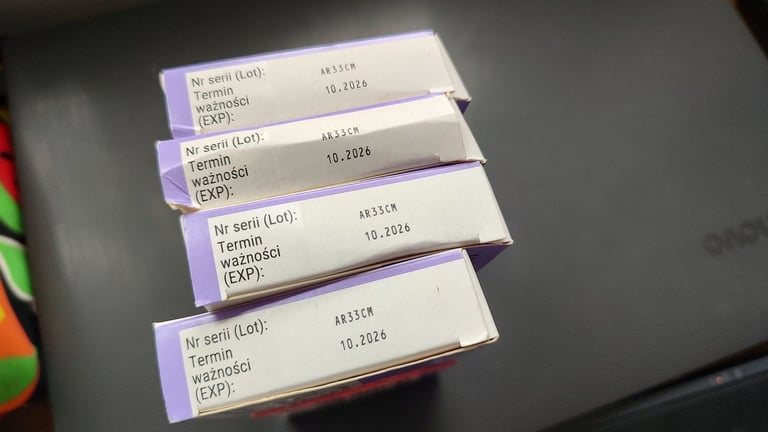 Nr serii (Lot): AR33CM
Termin 10.2026
ważności
(EXP):
Nr serii (Lot): AR33CM
Termin 10.2026
ważności
(EXP):
Nr serii (Lot): AR33CM
Termin 10.2026
ważności
(EXP):
Nr serii (Lot): AR33CM
Termin 10.2026
ważności
(EXP):